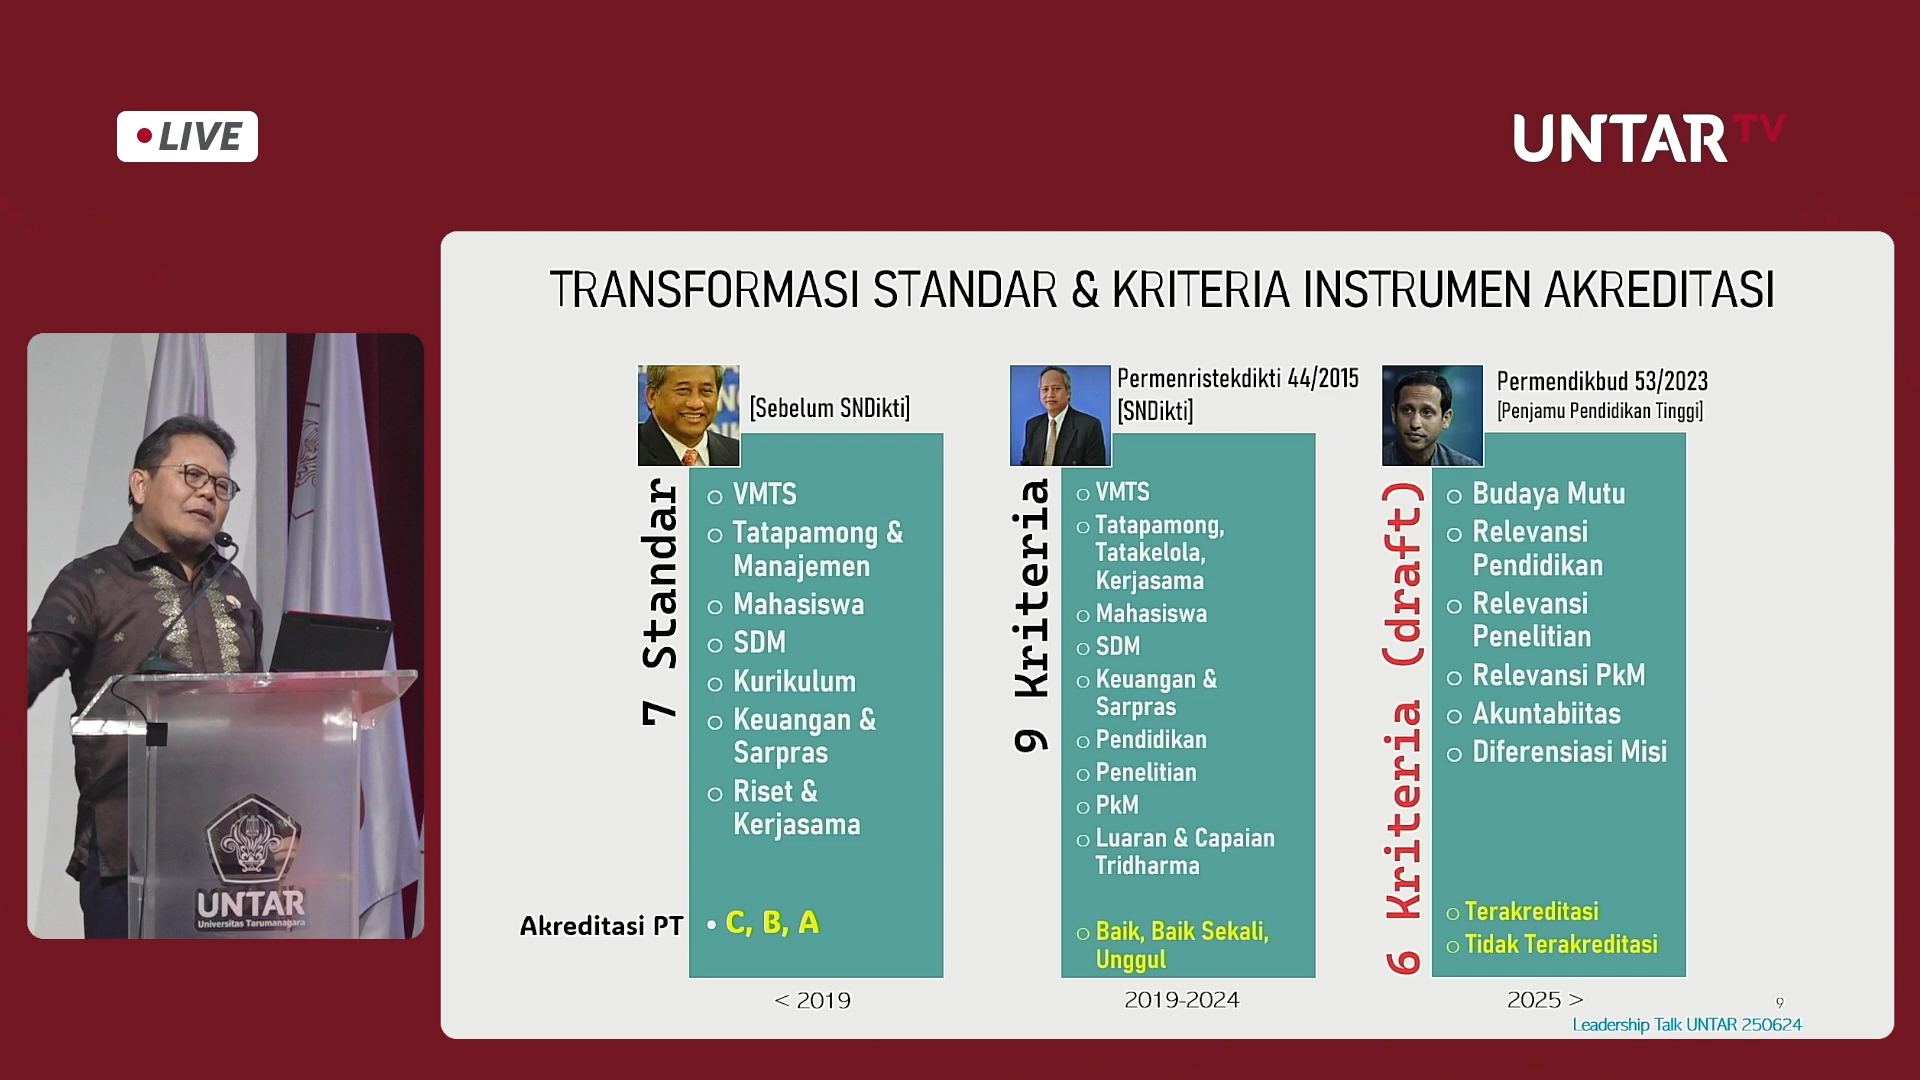 LIVE
UNTAR TV
TRANSFORMASI STANDAR & KRITERIA INSTRUMEN AKREDITASI
[Sebelum SNDikti]
7 Standar
VMTS
Tatapamong &
Manajemen
Mahasiswa
SDM
Kurikulum
Keuangan &
Sarpras
Riset &
Kerjasama
Akreditasi PT
• C, B, A
< 2019
Permenristekdikti 44/2015
[SNDikti]
9 Kriteria
VMTS
Tatapamong,
Tatakelola,
Kerjasama
Mahasiswa
SDM
Keuangan &
Sarpras
Pendidikan
Penelitian
PkM
Luaran & Capaian
Tridharma
Baik, Baik Sekali,
Unggul
2019-2024
Permendikbud 53/2023
[Penjamu Pendidikan Tinggi]
6 Kriteria (draft)
Budaya Mutu
Relevansi
Pendidikan
Relevansi
Penelitian
Relevansi PkM
Akuntabiitas
Diferensiasi Misi
Terakreditasi
Tidak Terakreditasi
2025 >
9
Leadership Talk UNTAR 250624
UNTAR
Universitas Tarumanagara